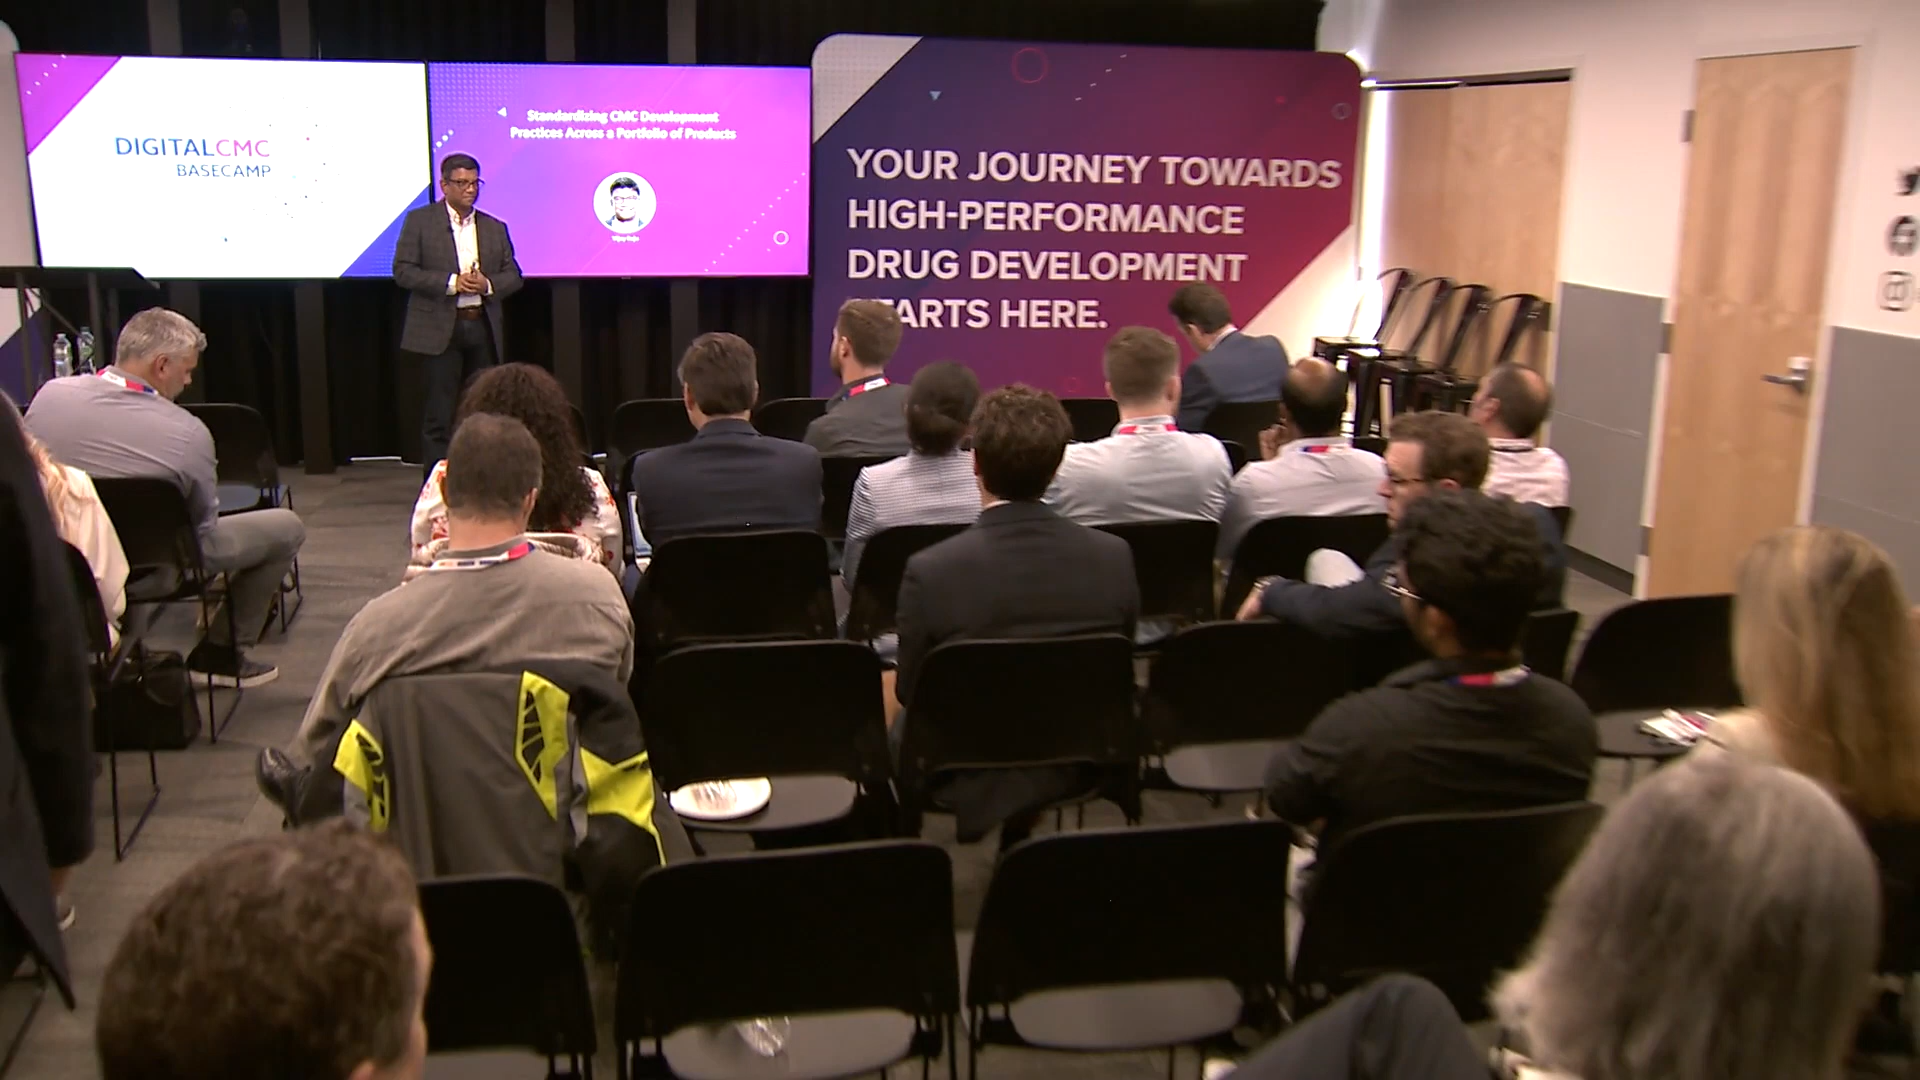 DIGITALCMC
BASECAMP
Standardizing CMC Development
Practices Across a Portfolio of Products
YOUR JOURNEY TOWARDS
HIGH-PERFORMANCE
DRUG DEVELOPMENT
ARTS HERE.